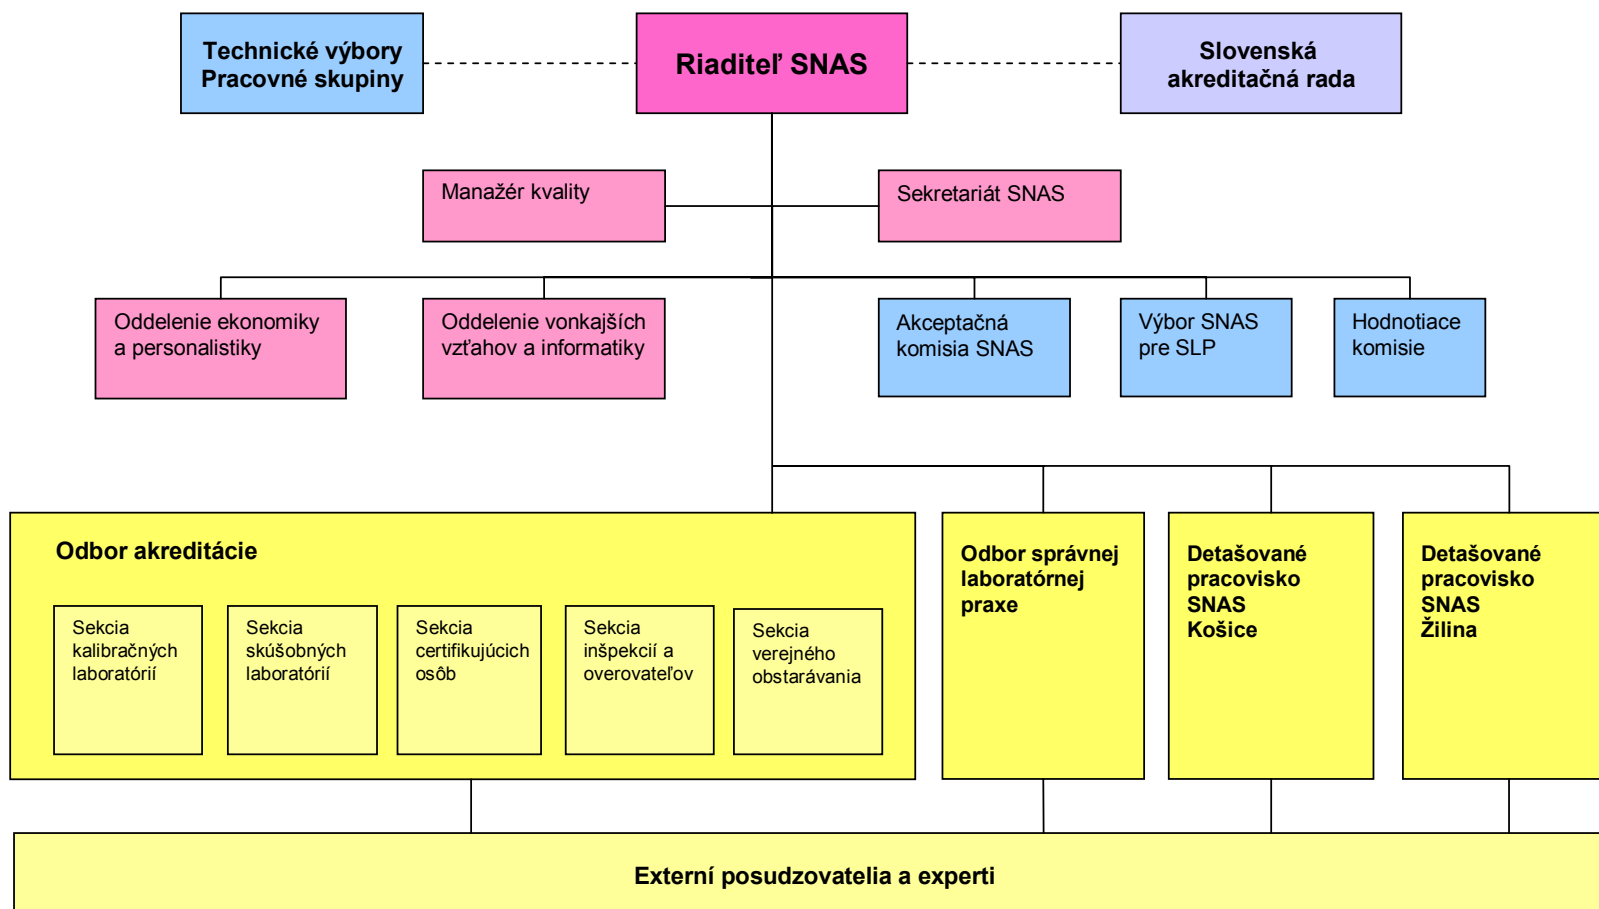 Technické výbory
Pracovné skupiny
Riaditeľ SNAS
Slovenská
akreditačná rada
Manažér kvality
Sekretariát SNAS
Oddelenie ekonomiky
a personalistiky
Oddelenie vonkajších
vzťahov a informatiky
Akceptačná
komisia SNAS
Výbor SNAS
pre SLP
Hodnotiace
komisie
Odbor akreditácie
Sekcia
kalibračných
laboratórií
Sekcia
skúšobných
laboratórií
Sekcia
certifikujúcich
osôb
Sekcia
inšpekcií a
overovateľov
Sekcia
verejného
obstarávania
Odbor správnej
laboratórnej
praxe
Detašované
pracovisko
SNAS
Košice
Detašované
pracovisko
SNAS
Žilina
Externí posudzovatelia a experti